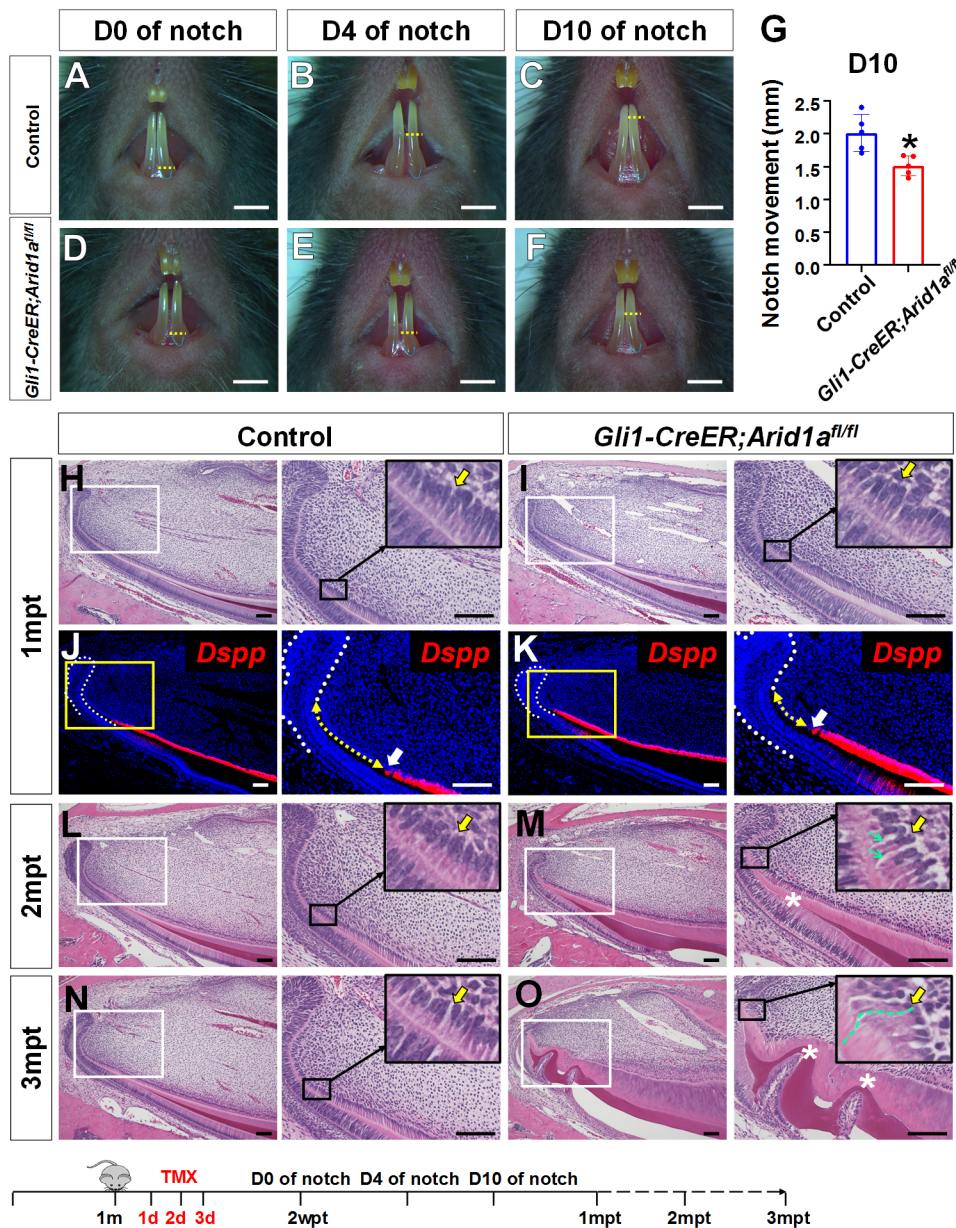 D0 of notch
D4 of notch
D10 of notch
G
Control
A
B
C
D10
Notch movement (mm)
2.5
2.0
1.5
1.0
0.5
0.0
*
Control
Gli1-CreER;Arid1a^fl/fl
Gli1-CreER;Arid1a^fl/fl
D
E
F
Control
Gli1-CreER;Arid1a^fl/fl
1mpt
H
I
J
Dspp
Dspp
K
Dspp
Dspp
2mpt
L
M
*
3mpt
N
O
*
*
TMX
D0 of notch D4 of notch D10 of notch
1m 1d 2d 3d 2wpt 1mpt 2mpt 3mpt